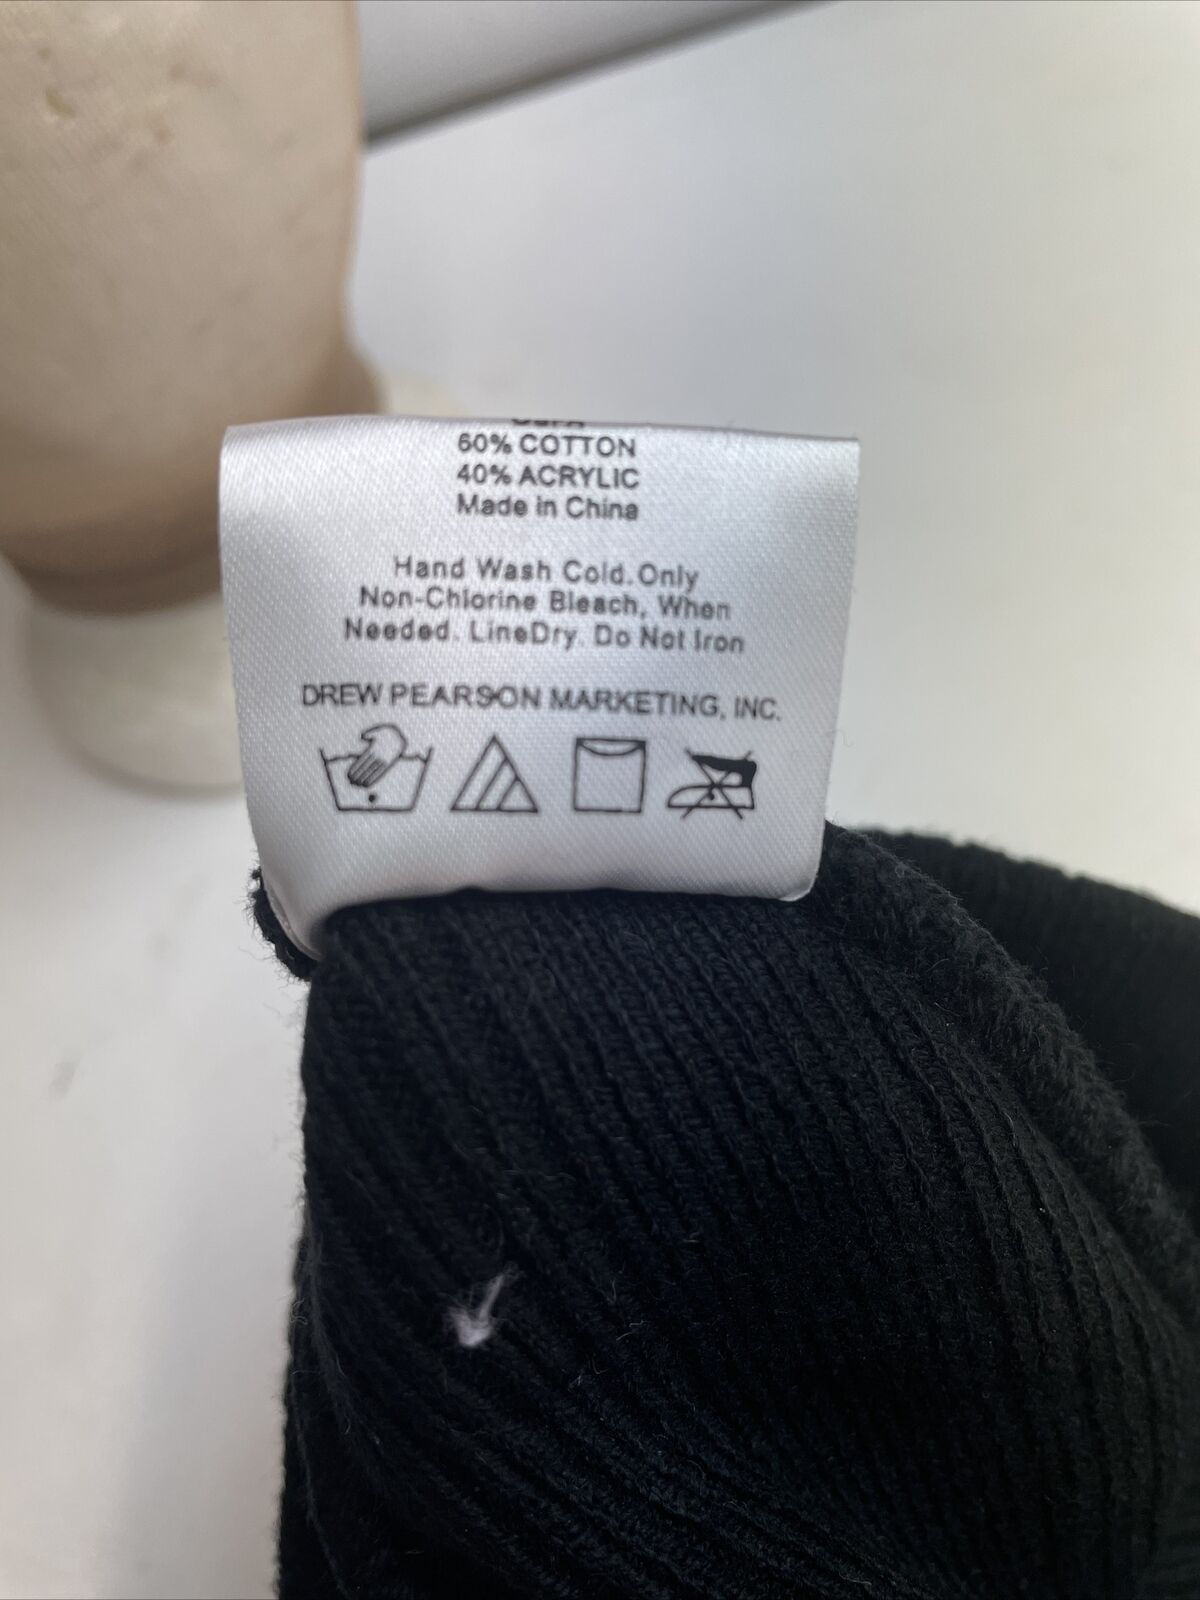 60% COTTON
40% ACRYLIC
Made in China
Hand Wash Cold. Only
Non-Chlorine Bleach, When
Needed. LineDry. Do Not Iron
DREW PEARSON MARKETING, INC.